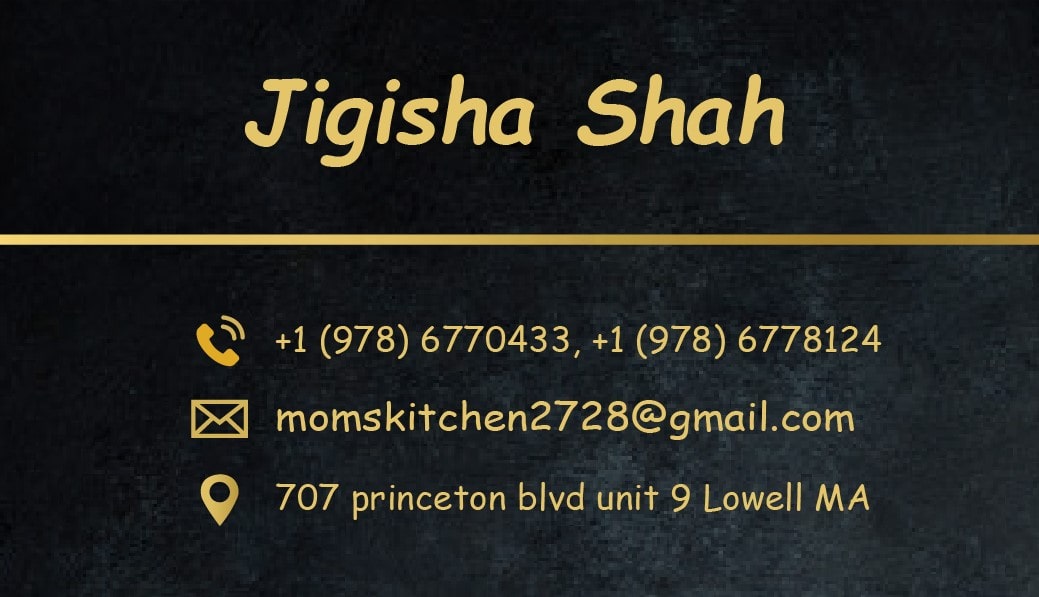 Jigisha Shah
+1 (978) 6770433, +1 (978) 6778124
momskitchen2728@gmail.com
707 princeton blvd unit 9 Lowell MA